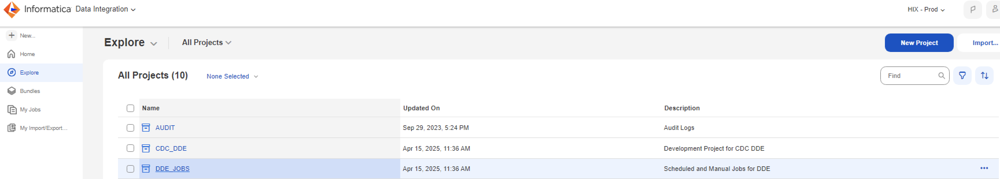 Informatica Data Integration
HIX - Prod
New...
Home
Explore
Bundles
My Jobs
My Import/Export...
Explore
All Projects
New Project
Import...
All Projects (10)
None Selected
Find
Name Updated On Description
AUDIT Sep 29, 2023, 5:24 PM Audit Logs
CDC_DDE Apr 15, 2025, 11:36 AM Development Project for CDC DDE
DDE_JOBS Apr 15, 2025, 11:36 AM Scheduled and Manual Jobs for DDE